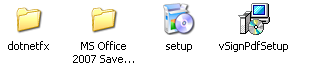 dotnetfx
MS Office
2007 Save...
setup
vSignPdfSetup